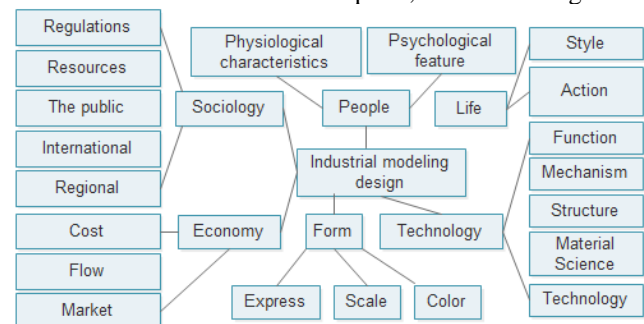 Regulations
Resources
The public
International
Regional
Cost
Flow
Market
Sociology
Economy
Physiological
characteristics
Psychological
feature
People
Life
Industrial modeling
design
Form
Technology
Express
Scale
Color
Style
Action
Function
Mechanism
Structure
Material
Science
Technology